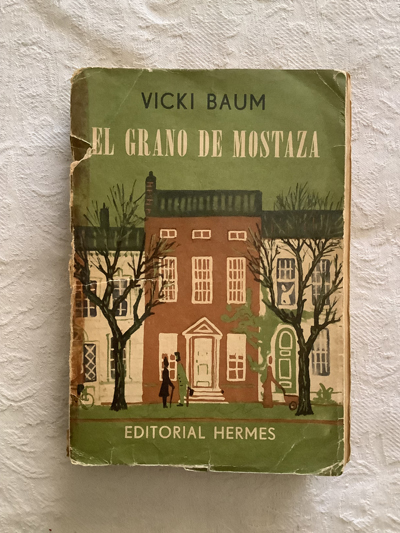 VICKI BAUM
EL GRANO DE MOSTAZA
EDITORIAL HERMES